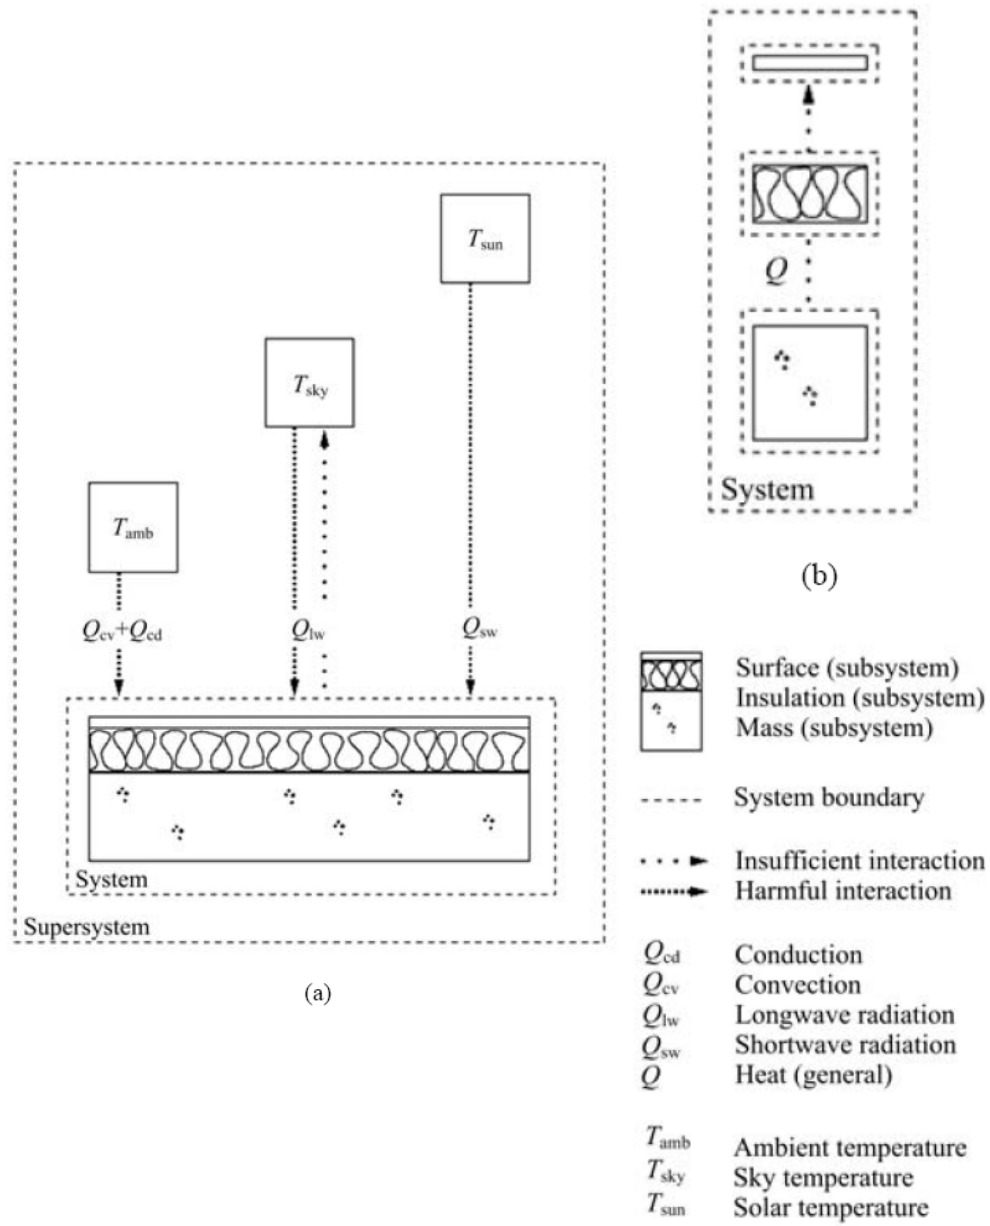 T_sun
T_sky
T_amb
Q_cv+Q_cd
Q_lw
Q_sw
System
Supersystem
(a)
Q
System
(b)
Surface (subsystem)
Insulation (subsystem)
Mass (subsystem)
System boundary
Insufficient interaction
Harmful interaction
Q_cd Conduction
Q_cv Convection
Q_lw Longwave radiation
Q_sw Shortwave radiation
Q Heat (general)
T_amb Ambient temperature
T_sky Sky temperature
T_sun Solar temperature